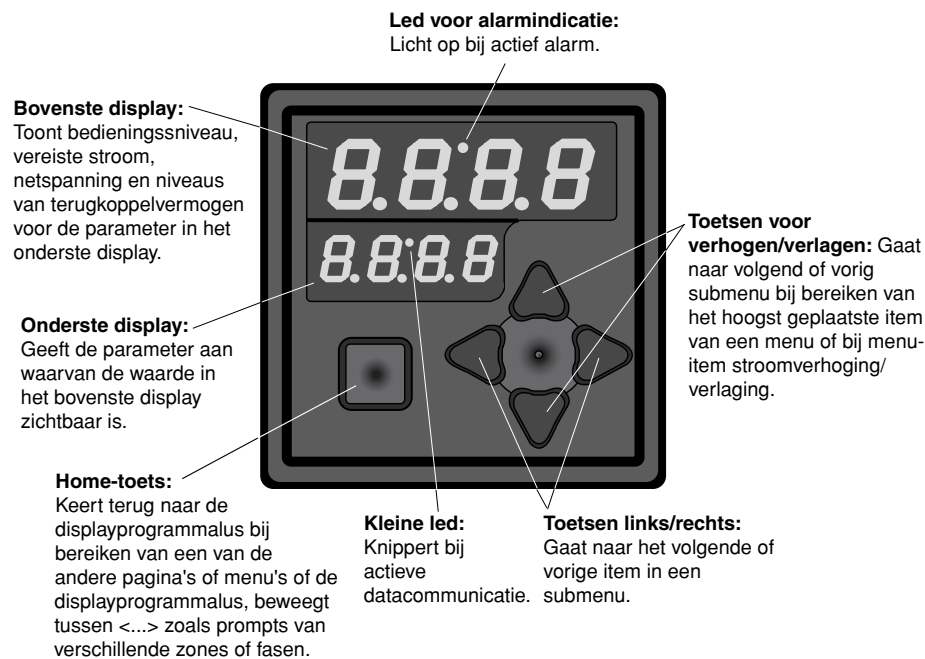 Led voor alarmindicatie:
Licht op bij actief alarm.
Bovenste display:
Toont bedieningssniveau,
vereiste stroom,
netspanning en niveaus
van terugkoppelvermogen
voor de parameter in het
onderste display.
8.8.8.8
8.8.8.8
Toetsen voor
verhogen/verlagen: Gaat
naar volgend of vorig
submenu bij bereiken van
het hoogst geplaatste item
van een menu of bij menu-
item stroomverhoging/
verlaging.
Onderste display:
Geeft de parameter aan
waarvan de waarde in
het bovenste display
zichtbaar is.
Home-toets:
Keert terug naar de
displayprogrammalus bij
bereiken van een van de
andere pagina's of menu's of de
displayprogrammalus, beweegt
tussen <...> zoals prompts van
verschillende zones of fasen.
Kleine led:
Knippert bij
actieve
datacommunicatie.
Toetsen links/rechts:
Gaat naar het volgende of
vorige item in een
submenu.